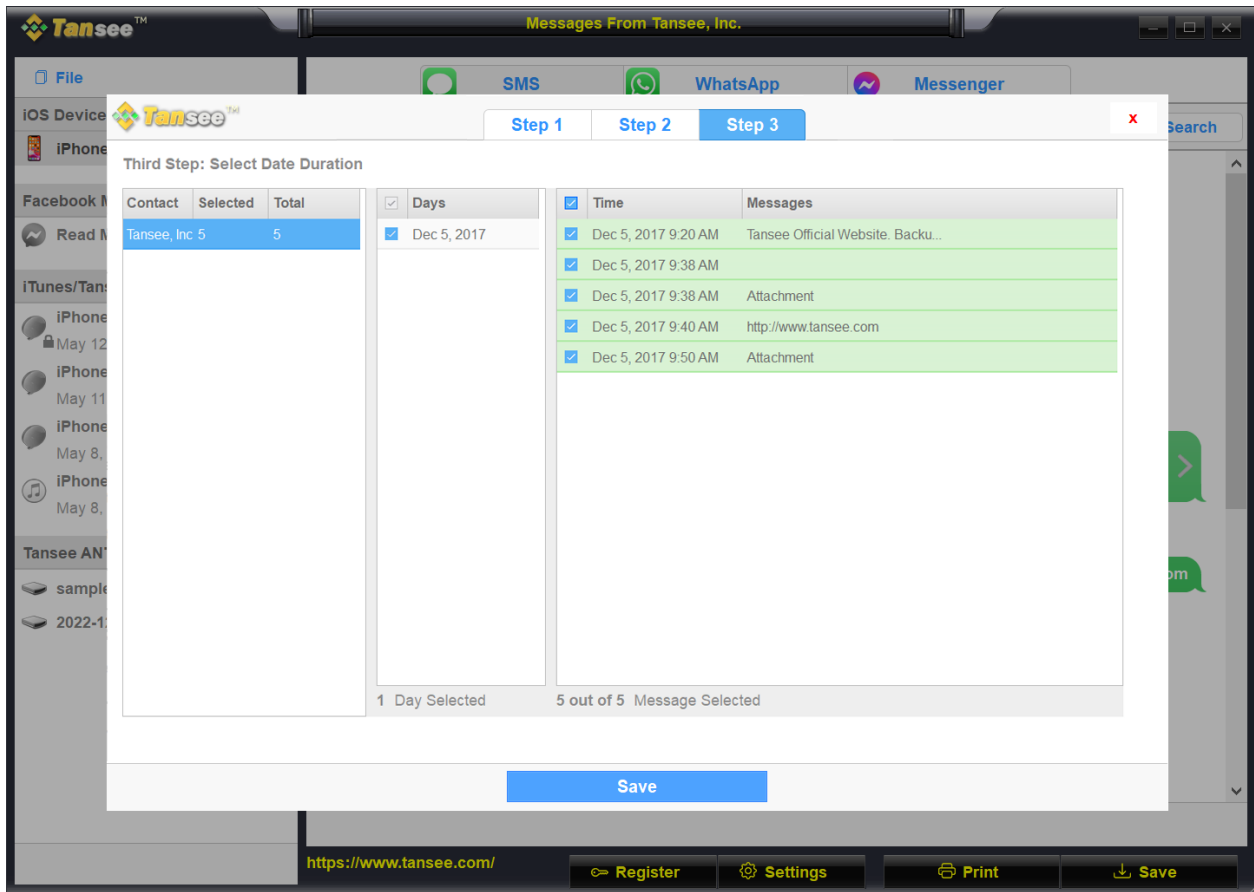 Tansee™
Messages From Tansee, Inc.
File
SMS
WhatsApp
Messenger
iOS Device
Tansee™
Step 1
Step 2
Step 3
x
Search
iPhone
Third Step: Select Date Duration
Facebook M
Contact Selected Total
Days
Time Messages
Read M
Tansee, Inc 5 5
Dec 5, 2017
Dec 5, 2017 9:20 AM Tansee Official Website. Backu...
Dec 5, 2017 9:38 AM
iTunes/Tans
Dec 5, 2017 9:38 AM Attachment
iPhone
Dec 5, 2017 9:40 AM http://www.tansee.com
May 12
Dec 5, 2017 9:50 AM Attachment
iPhone
May 11
iPhone
May 8,
iPhone
May 8,
Tansee AN
om
sample
2022-1
1 Day Selected
5 out of 5 Message Selected
Save
https://www.tansee.com/
Register
Settings
Print
Save